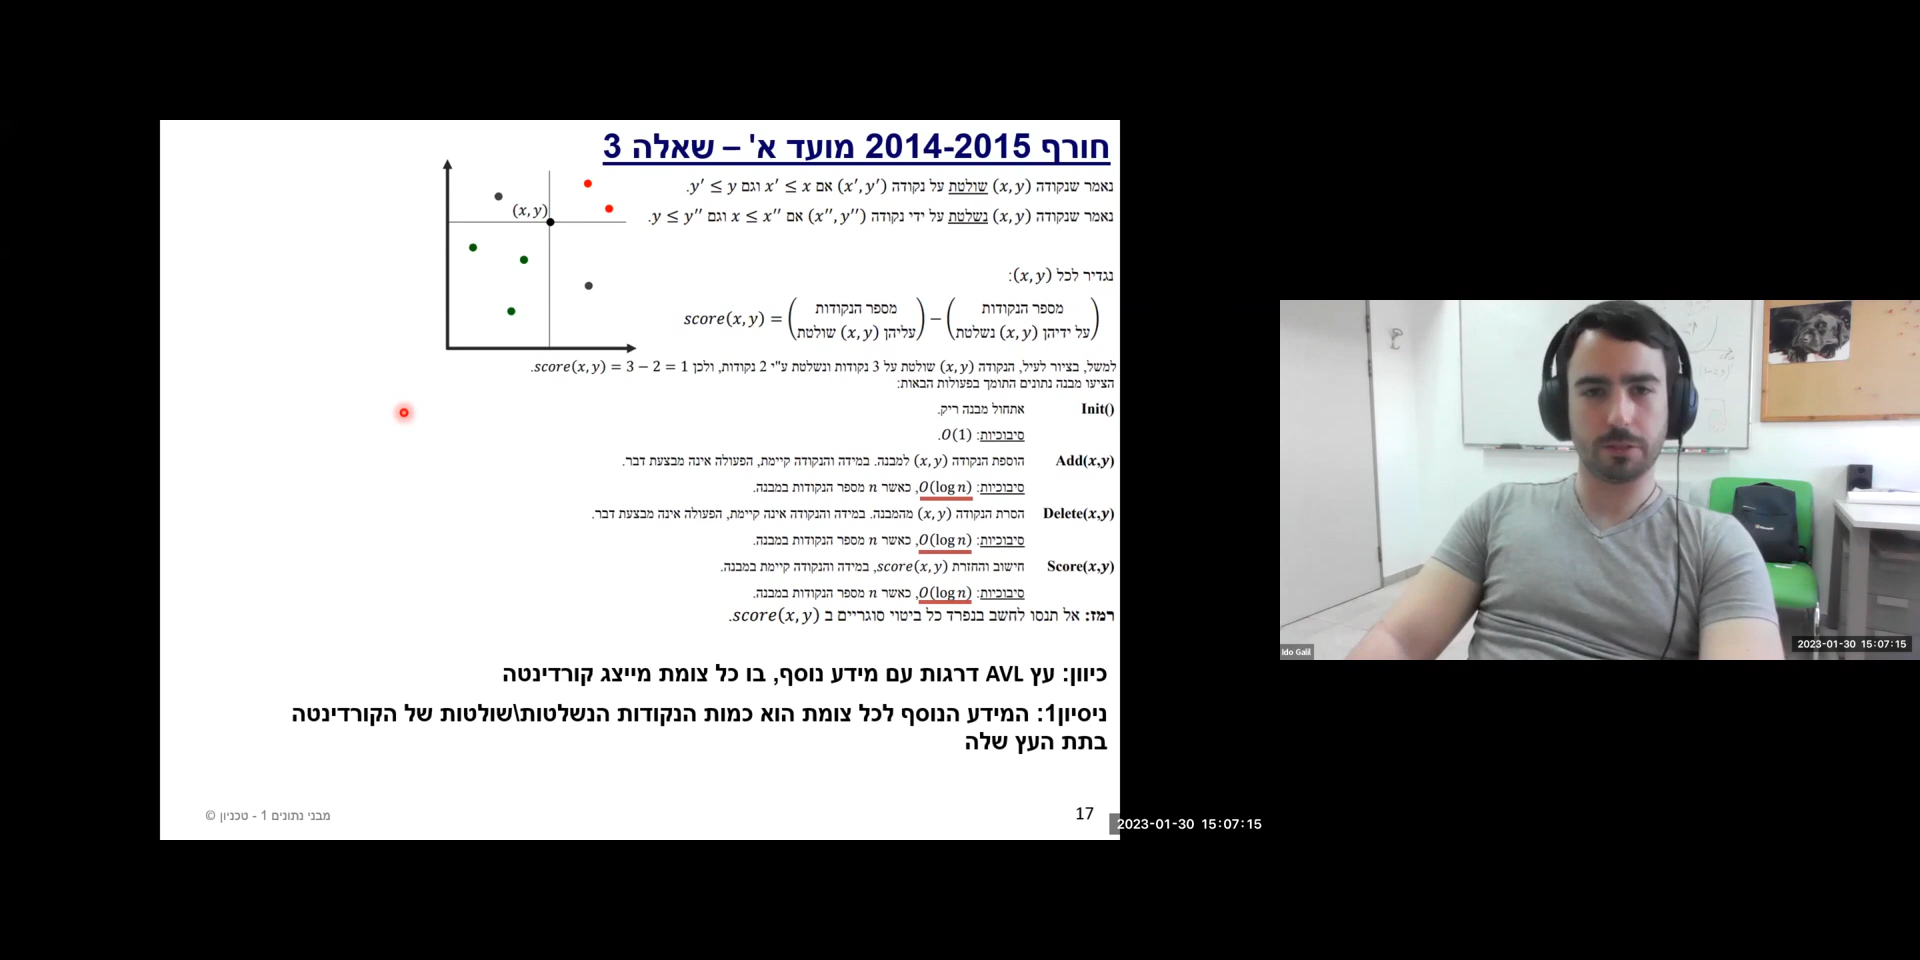 חורף 2014-2015 מועד א' – שאלה 3
נאמר שנקודה (x, y) שולטת על נקודה (x′, y′) אם x′ ≤ x וגם y′ ≤ y.
נאמר שנקודה (x, y) נשלטת על ידי נקודה (x′′, y′′) אם x ≤ x′′ וגם y ≤ y′′.
(x, y)
נגדיר לכל (x, y):
score(x, y) = (מספר הנקודות עליהן (x, y) שולטת) − (מספר הנקודות על ידיהן (x, y) נשלטת)
למשל, בציור לעיל, הנקודה (x, y) שולטת על 3 נקודות ונשלטת ע"י 2 נקודות, ולכן score(x, y) = 3 − 2 = 1.
הציעו מבנה נתונים התומך בפעולות הבאות:
Init() אתחול מבנה ריק.
סיבוכיות: O(1).
Add(x,y) הוספת הנקודה (x, y) למבנה. במידה והנקודה קיימת, הפעולה אינה מבצעת דבר.
סיבוכיות: O(log n), כאשר n מספר הנקודות במבנה.
Delete(x,y) הסרת הנקודה (x, y) מהמבנה. במידה והנקודה אינה קיימת, הפעולה אינה מבצעת דבר.
סיבוכיות: O(log n), כאשר n מספר הנקודות במבנה.
Score(x,y) חישוב והחזרת score(x, y), במידה והנקודה קיימת במבנה.
סיבוכיות: O(log n), כאשר n מספר הנקודות במבנה.
רמז: אל תנסו לחשב בנפרד כל ביטוי סוגריים ב score(x, y).
כיוון: עץ AVL דרגות עם מידע נוסף, בו כל צומת מייצג קורדינטה
ניסיון1: המידע הנוסף לכל צומת הוא כמות הנקודות הנשלטות\שולטות של הקורדינטה
בתת העץ שלה
מבני נתונים 1 - טכניון ©
17
2023-01-30 15:07:15
Ido Galil
2023-01-30 15:07:15